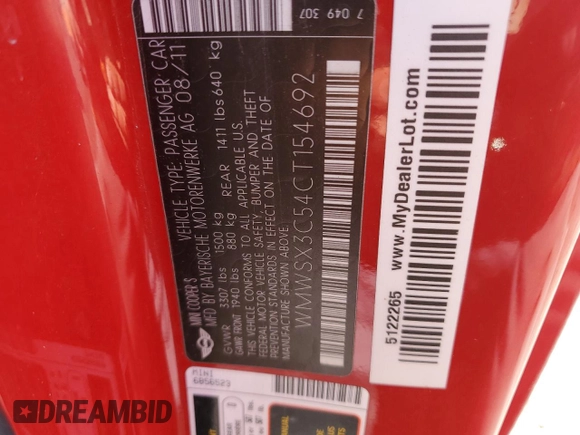 7 049 307
VEHICLE TYPE: PASSENGER CAR
MINI COOPER S
MFD BY BAYERISCHE MOTORENWERKE AG 08/11
GVWR 3307 lbs 1500 kg
GAWR FRONT 1940 lbs 880 kg REAR 1411 lbs 640 kg
THIS VEHICLE CONFORMS TO ALL APPLICABLE U.S.
FEDERAL MOTOR VEHICLE SAFETY, BUMPER AND THEFT
PREVENTION STANDARDS IN EFFECT ON THE DATE OF
MANUFACTURE SHOWN ABOVE.
WMWSX3C54CT154692
www.MyDealerLot.com
5122265
MINI
MANUAL
DREAMBID